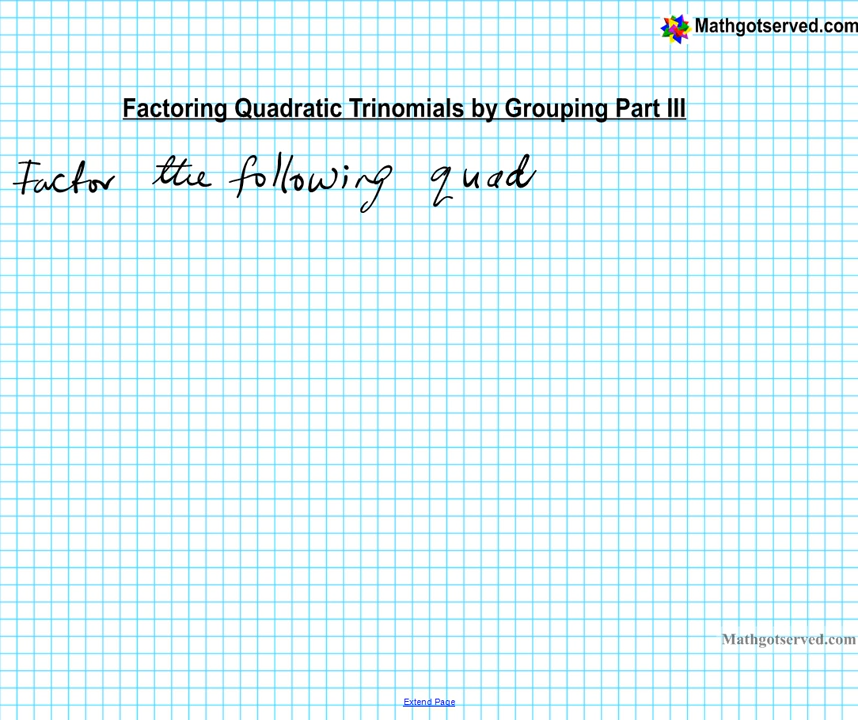 Mathgotserved.com
Factoring Quadratic Trinomials by Grouping Part III
Factor the following quad
Mathgotserved.com
Extend Page